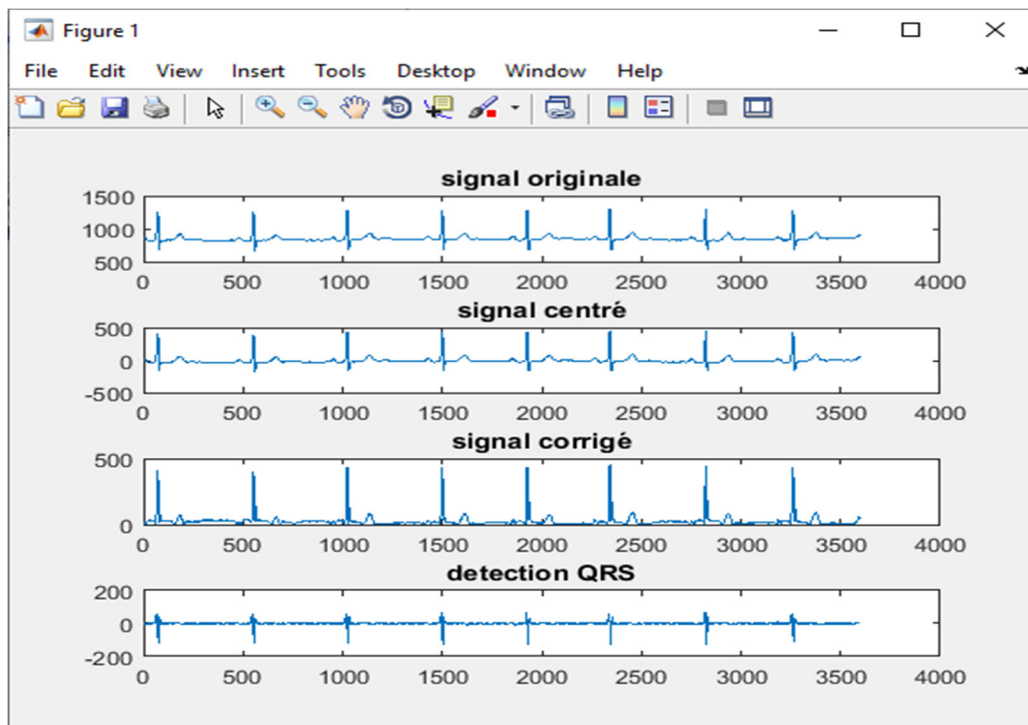 Figure 1
File Edit View Insert Tools Desktop Window Help
signal originale
1500
1000
500
0 500 1000 1500 2000 2500 3000 3500 4000
signal centré
500
0
-500
0 500 1000 1500 2000 2500 3000 3500 4000
signal corrigé
500
0
0 500 1000 1500 2000 2500 3000 3500 4000
detection QRS
200
0
-200
0 500 1000 1500 2000 2500 3000 3500 4000